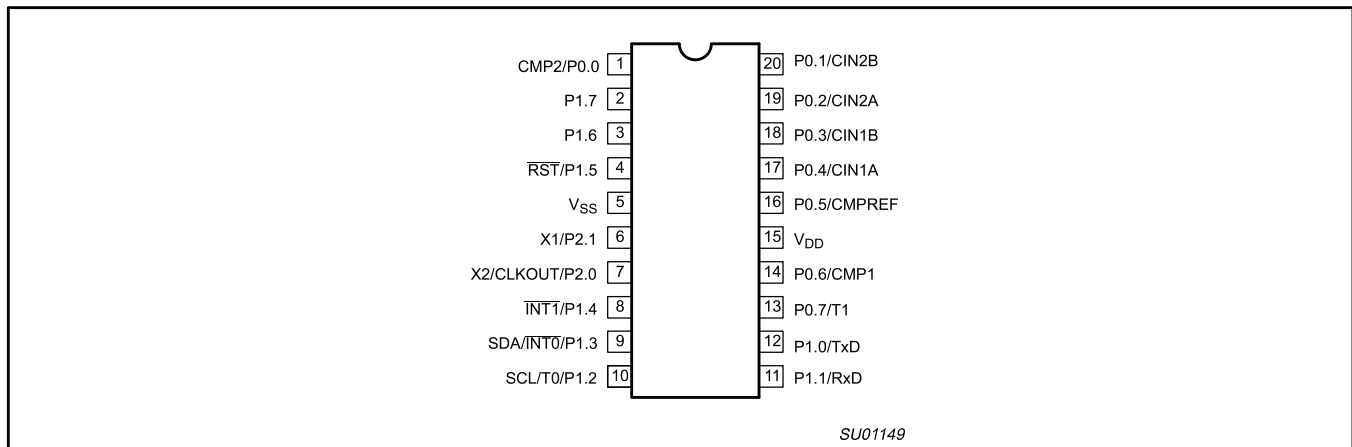 CMP2/P0.0 1 20 P0.1/CIN2B
P1.7 2 19 P0.2/CIN2A
P1.6 3 18 P0.3/CIN1B
R̅S̅T̅/P1.5 4 17 P0.4/CIN1A
VSS 5 16 P0.5/CMPREF
X1/P2.1 6 15 VDD
X2/CLKOUT/P2.0 7 14 P0.6/CMP1
I̅N̅T̅1̅/P1.4 8 13 P0.7/T1
SDA/I̅N̅T̅0̅/P1.3 9 12 P1.0/TxD
SCL/T0/P1.2 10 11 P1.1/RxD
SU01149